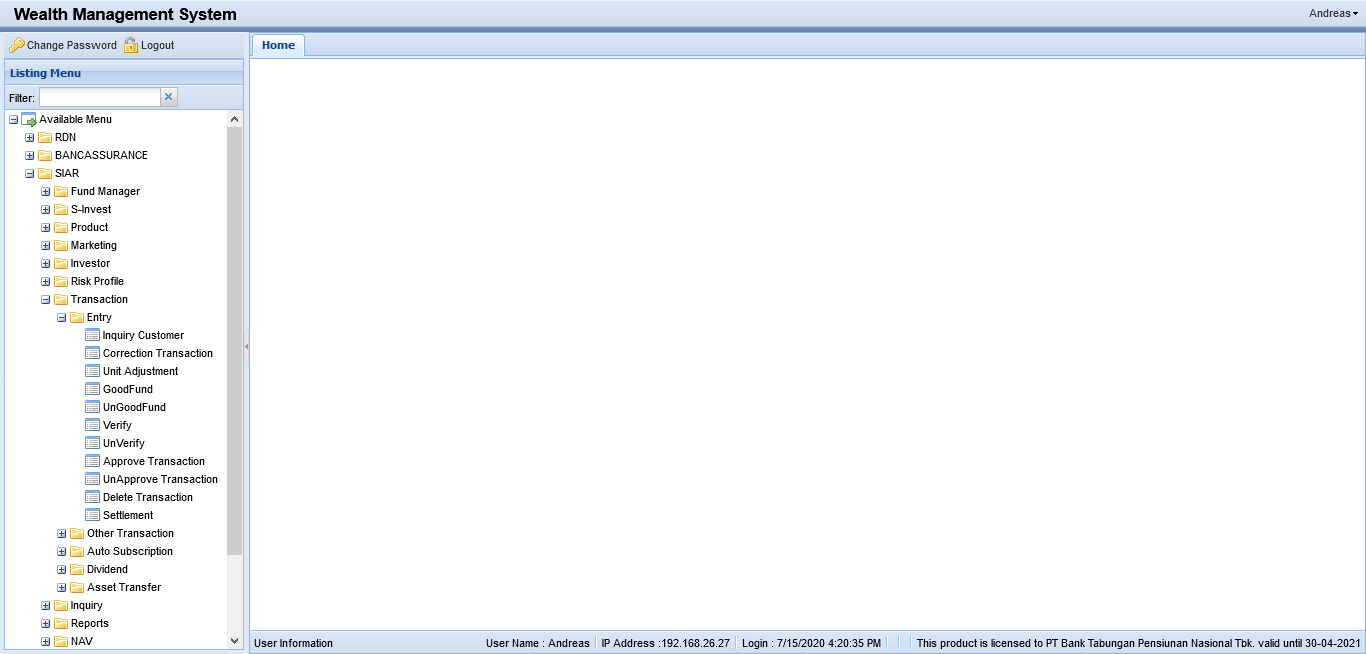 Wealth Management System
Andreas
Change Password Logout
Home
Listing Menu
Filter:
Available Menu
RDN
BANCASSURANCE
SIAR
Fund Manager
S-Invest
Product
Marketing
Investor
Risk Profile
Transaction
Entry
Inquiry Customer
Correction Transaction
Unit Adjustment
GoodFund
UnGoodFund
Verify
UnVerify
Approve Transaction
UnApprove Transaction
Delete Transaction
Settlement
Other Transaction
Auto Subscription
Dividend
Asset Transfer
Inquiry
Reports
NAV
User Information User Name : Andreas IP Address :192.168.26.27 Login : 7/15/2020 4:20:35 PM This product is licensed to PT Bank Tabungan Pensiunan Nasional Tbk. valid until 30-04-2021